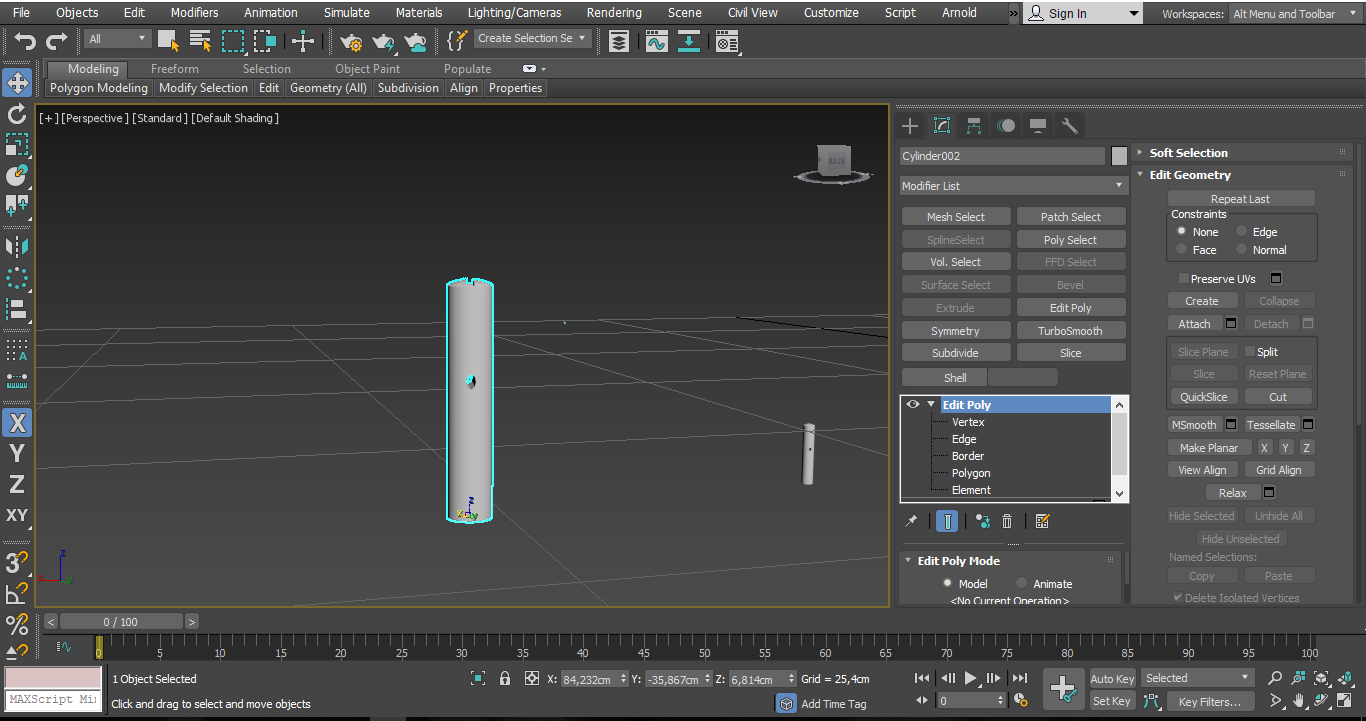 File Objects Edit Modifiers Animation Simulate Materials Lighting/Cameras Rendering Scene Civil View Customize Script Arnold » Sign In Workspaces: Alt Menu and Toolbar
All Create Selection Se
Modeling Freeform Selection Object Paint Populate
Polygon Modeling Modify Selection Edit Geometry (All) Subdivision Align Properties
[+] [Perspective] [Standard] [Default Shading]
BACK
Cylinder002
Modifier List
Mesh Select Patch Select
SplineSelect Poly Select
Vol. Select FFD Select
Surface Select Bevel
Extrude Edit Poly
Symmetry TurboSmooth
Subdivide Slice
Shell
Edit Poly
Vertex
Edge
Border
Polygon
Element
Edit Poly Mode
Model Animate
<No Current Operation>
Soft Selection
Edit Geometry
Repeat Last
Constraints
None Edge
Face Normal
Preserve UVs
Create Collapse
Attach Detach
Slice Plane Split
Slice Reset Plane
QuickSlice Cut
MSmooth Tessellate
Make Planar X Y Z
View Align Grid Align
Relax
Hide Selected Unhide All
Hide Unselected
Named Selections:
Copy Paste
Delete Isolated Vertices
X
Y
Z
XY
3
%
z
x y
z
x y
< 0 / 100 >
0 5 10 15 20 25 30 35 40 45 50 55 60 65 70 75 80 85 90 95 100
1 Object Selected X: 84,232cm Y: -35,867cm Z: 6,814cm Grid = 25,4cm Auto Key Selected
MAXScript Mi Click and drag to select and move objects Add Time Tag 0 Set Key Key Filters...